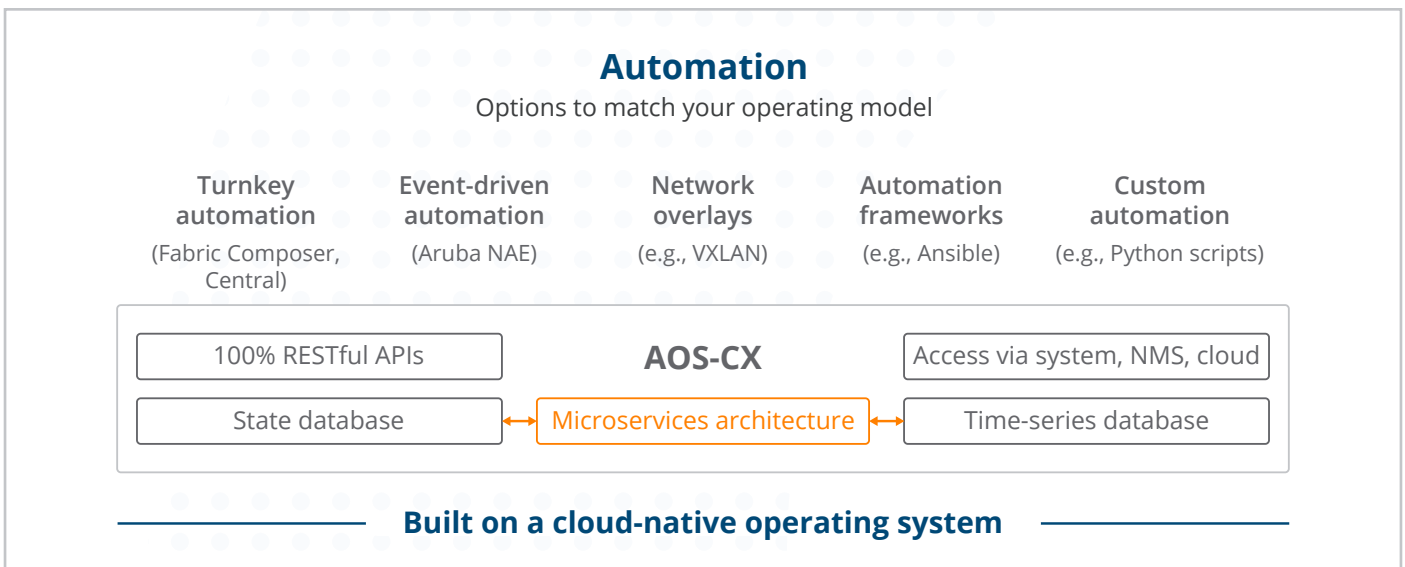 Automation
Options to match your operating model
Turnkey
automation
(Fabric Composer,
Central)
Event-driven
automation
(Aruba NAE)
Network
overlays
(e.g., VXLAN)
Automation
frameworks
(e.g., Ansible)
Custom
automation
(e.g., Python scripts)
100% RESTful APIs
AOS-CX
Access via system, NMS, cloud
State database
Microservices architecture
Time-series database
Built on a cloud-native operating system